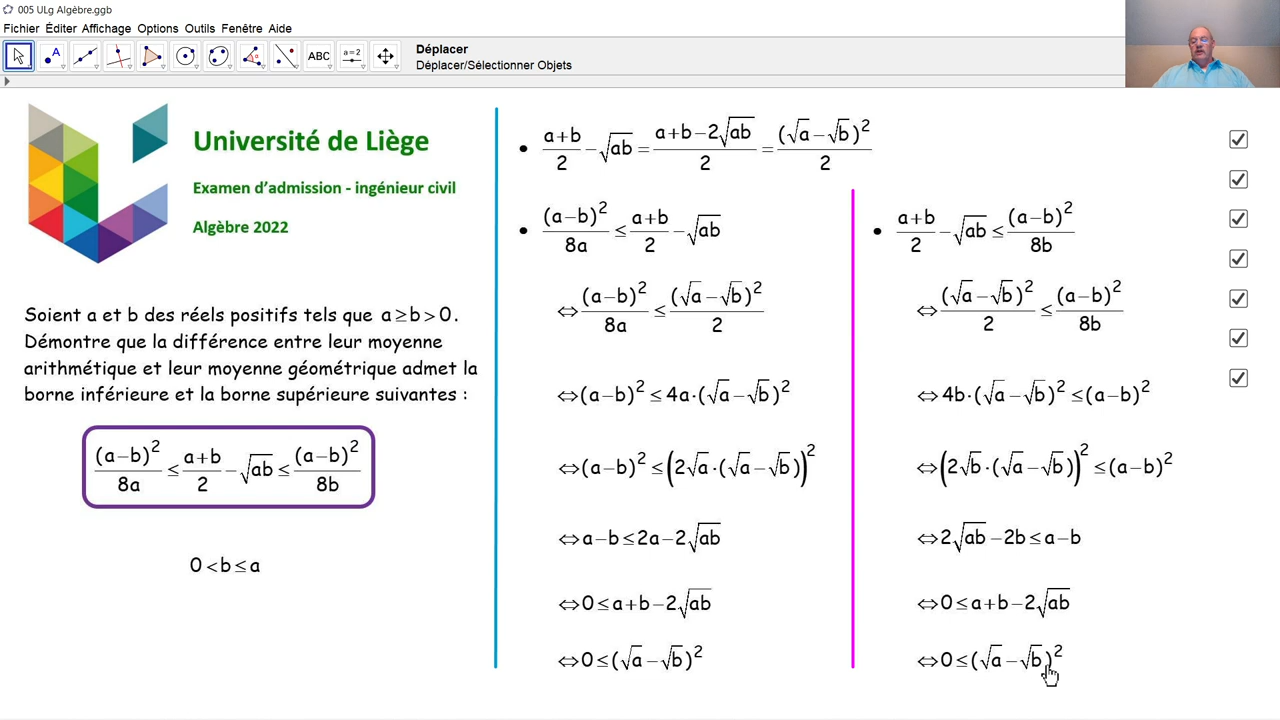 005 ULg Algèbre.ggb
Fichier Éditer Affichage Options Outils Fenêtre Aide
A
ABC
a=2
Déplacer
Déplacer/Sélectionner Objets
Université de Liège
Examen d'admission - ingénieur civil
Algèbre 2022
Soient a et b des réels positifs tels que a≥b>0.
Démontre que la différence entre leur moyenne
arithmétique et leur moyenne géométrique admet la
borne inférieure et la borne supérieure suivantes :
(a−b)²/8a ≤ a+b/2 − √ab ≤ (a−b)²/8b
0<b≤a
• a+b/2 − √ab = a+b−2√ab/2 = (√a−√b)²/2
• (a−b)²/8a ≤ a+b/2 − √ab
⇔ (a−b)²/8a ≤ (√a−√b)²/2
⇔ (a−b)² ≤ 4a·(√a−√b)²
⇔ (a−b)² ≤ (2√a·(√a−√b))²
⇔ a−b ≤ 2a−2√ab
⇔ 0 ≤ a+b−2√ab
⇔ 0 ≤ (√a−√b)²
• a+b/2 − √ab ≤ (a−b)²/8b
⇔ (√a−√b)²/2 ≤ (a−b)²/8b
⇔ 4b·(√a−√b)² ≤ (a−b)²
⇔ (2√b·(√a−√b))² ≤ (a−b)²
⇔ 2√ab−2b ≤ a−b
⇔ 0 ≤ a+b−2√ab
⇔ 0 ≤ (√a−√b)²